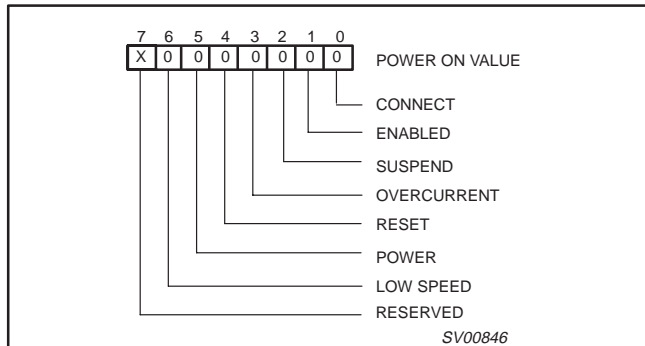 7 6 5 4 3 2 1 0
X 0 0 0 0 0 0 0 POWER ON VALUE
CONNECT
ENABLED
SUSPEND
OVERCURRENT
RESET
POWER
LOW SPEED
RESERVED
SV00846